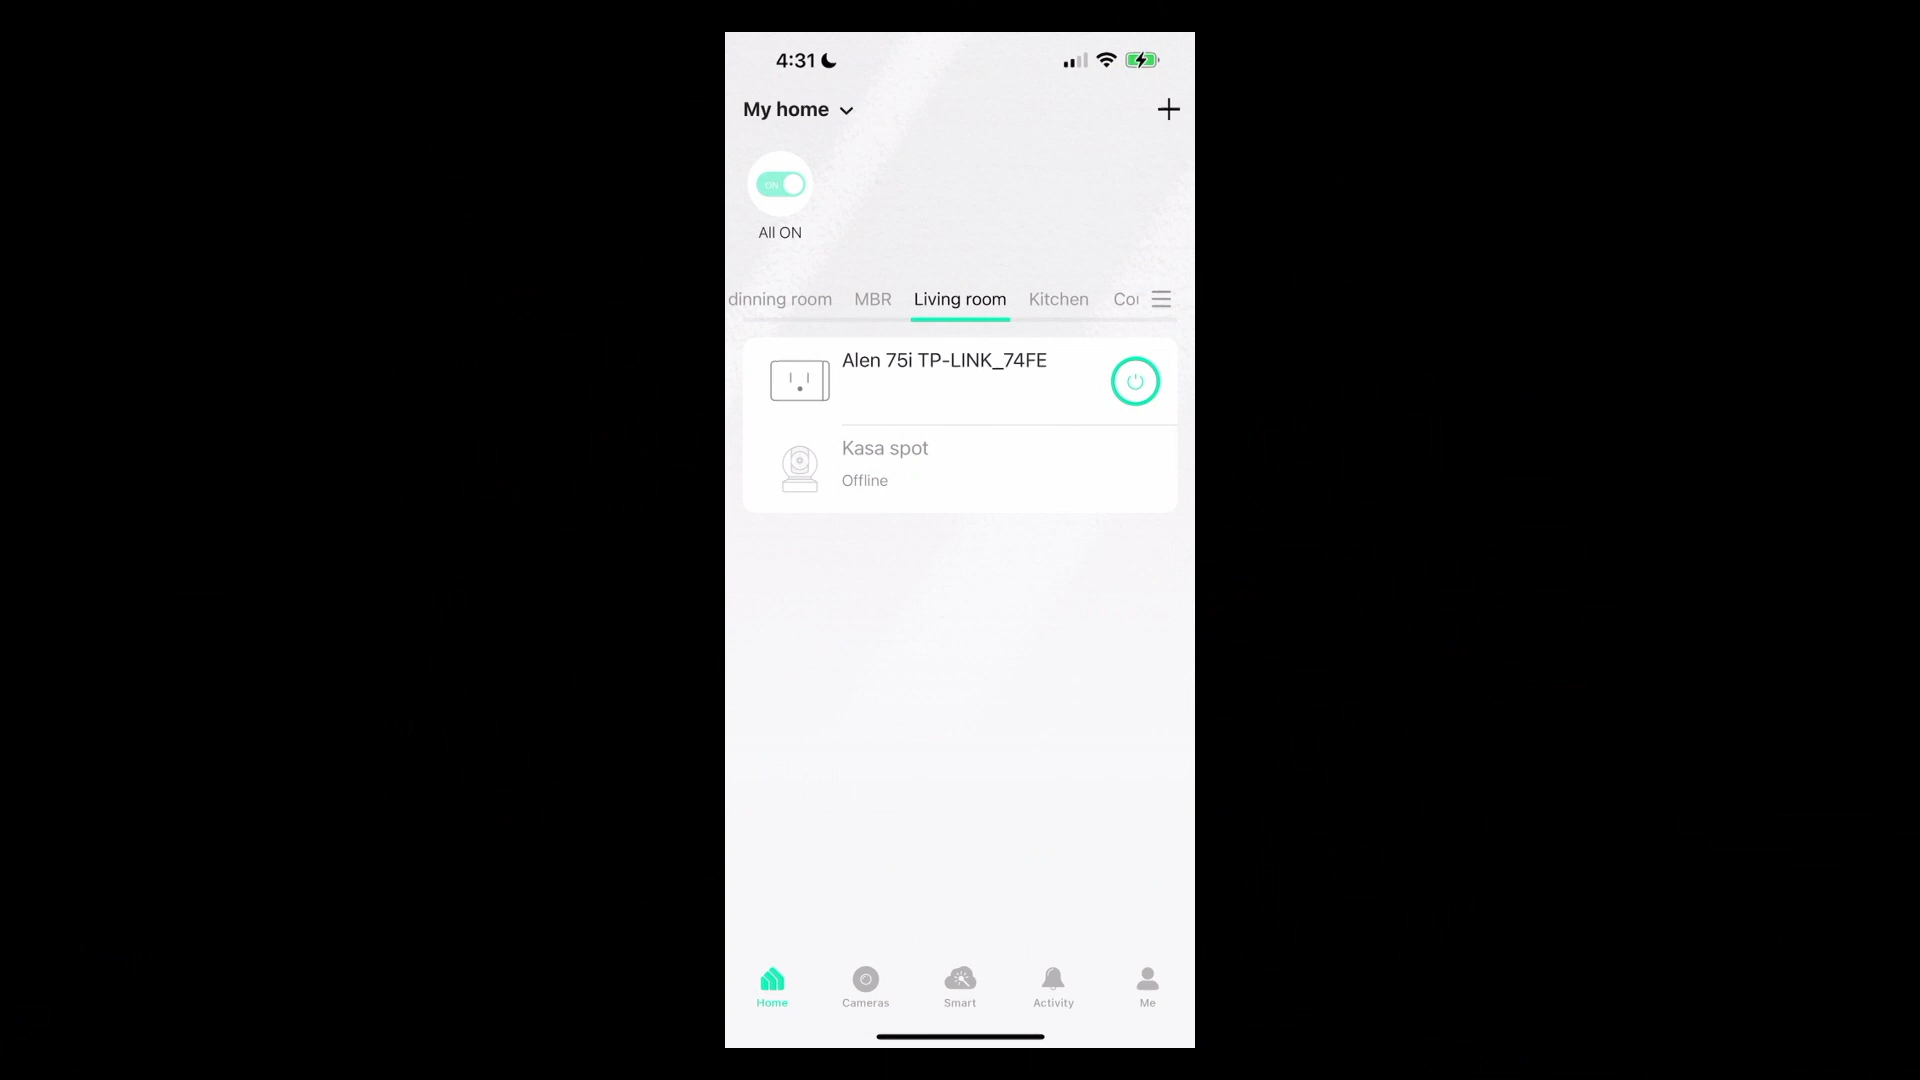 4:31
My home
ON
All ON
dinning room MBR Living room Kitchen Cou
Alen 75i TP-LINK_74FE
Kasa spot
Offline
Home Cameras Smart Activity Me